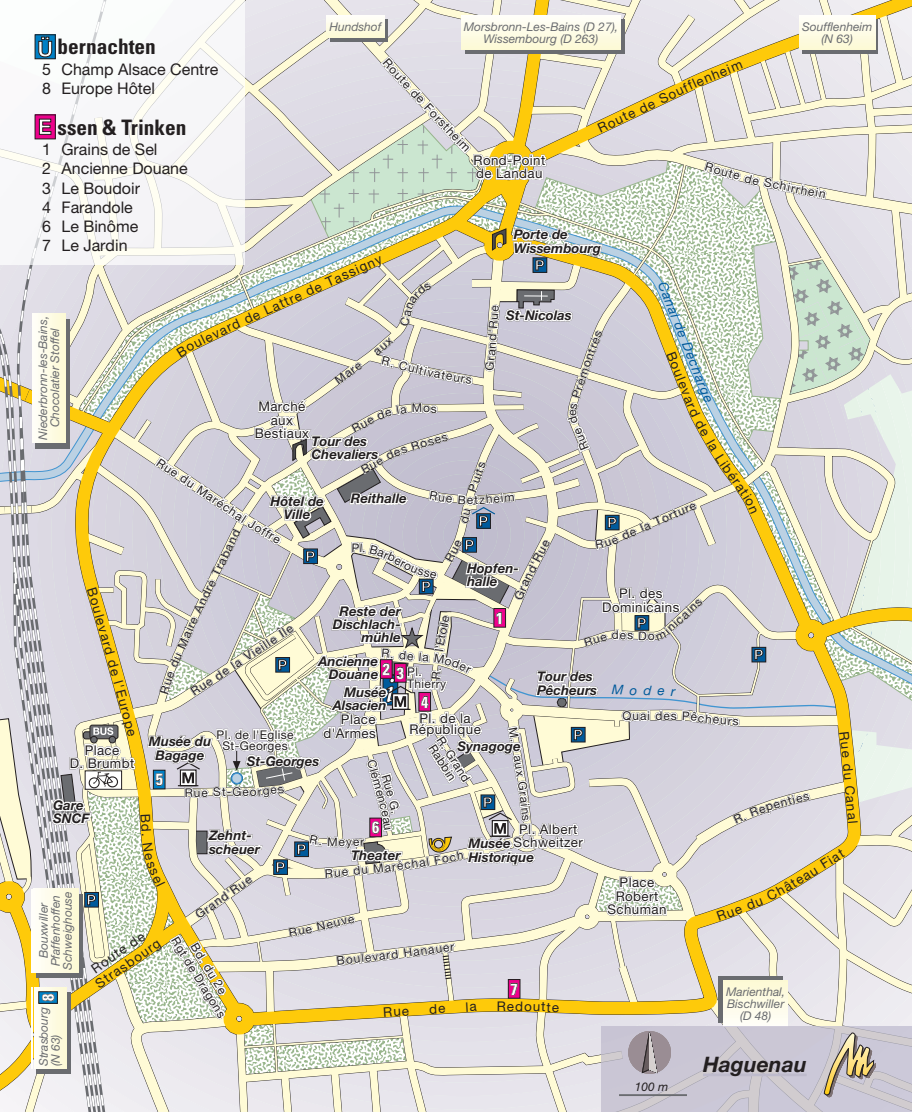 Übernachten
5 Champ Alsace Centre
8 Europe Hôtel
Essen & Trinken
1 Grains de Sel
2 Ancienne Douane
3 Le Boudoir
4 Farandole
6 Le Binôme
7 Le Jardin
Hundshof
Morsbronn-Les-Bains (D 27),
Wissembourg (D 263)
Soufflenheim
(N 63)
Route de Forstheim
Route de Soufflenheim
Rond-Point
de Landau
Route de Schirrhein
Porte de
Wissembourg
P
St-Nicolas
Canal de Décharge
Boulevard de Lattre de Tassigny
Mare aux Canards
Grand'Rue
R. Cultivateurs
Rue des Prémontrés
Boulevard de la Libération
Niederbronn-les-Bains,
Chocolatier Stoffel
Marché
aux
Bestiaux
Rue de la Mos
Tour des
Chevaliers
Rue des Roses
Rue du Maréchal Joffre
Reithalle
Rue Betzheim
Rue du Puits
Hôtel de
Ville
P
P
Rue de la Torture
P
P
Pl. Barberousse
Hopfen-
halle
Grand'Rue
P
Rue du Maire André Traband
Boulevard de l'Europe
Pl. des
Dominicains
P
Reste der
Dischlach-
mühle
R. l'Etoile
1
Rue des Dominicains
Rue de la Vieille Ile
P
R. de la Moder
P
Ancienne
Douane
2
3
Pl.
Thierry
Tour des
Pêcheurs
Moder
Musée
Alsacien
M
4
Place
d'Armes
Pl. de la
République
Quai des Pêcheurs
P
BUS
Place
D. Brumbt
Musée du
Bagage
Pl. de l'Eglise
St-Georges
St-Georges
Synagoge
R. Grand Rabbin
M. aux Grains
5
M
Rue St-Georges
Rue G. Clémenceau
Gare
SNCF
Bd. Nessel
Rue du Canal
P
R. Repenties
Zehnt-
scheuer
6
R. Meyer
Theater
M
Musée
Historique
Pl. Albert
Schweitzer
P
P
Rue du Maréchal Foch
Rue du Château Fiat
Place
Robert
Schuman
Grand'Rue
P
Rue Neuve
Boulevard Hanauer
Bouxwiller
Pfaffenhoffen
Schweighouse
Route de
Strasbourg
Bd. du 2e
Rgt de Dragons
7
Rue de la Redoutte
Strasbourg 8
(N 63)
Marienthal,
Bischwiller
(D 48)
100 m
Haguenau